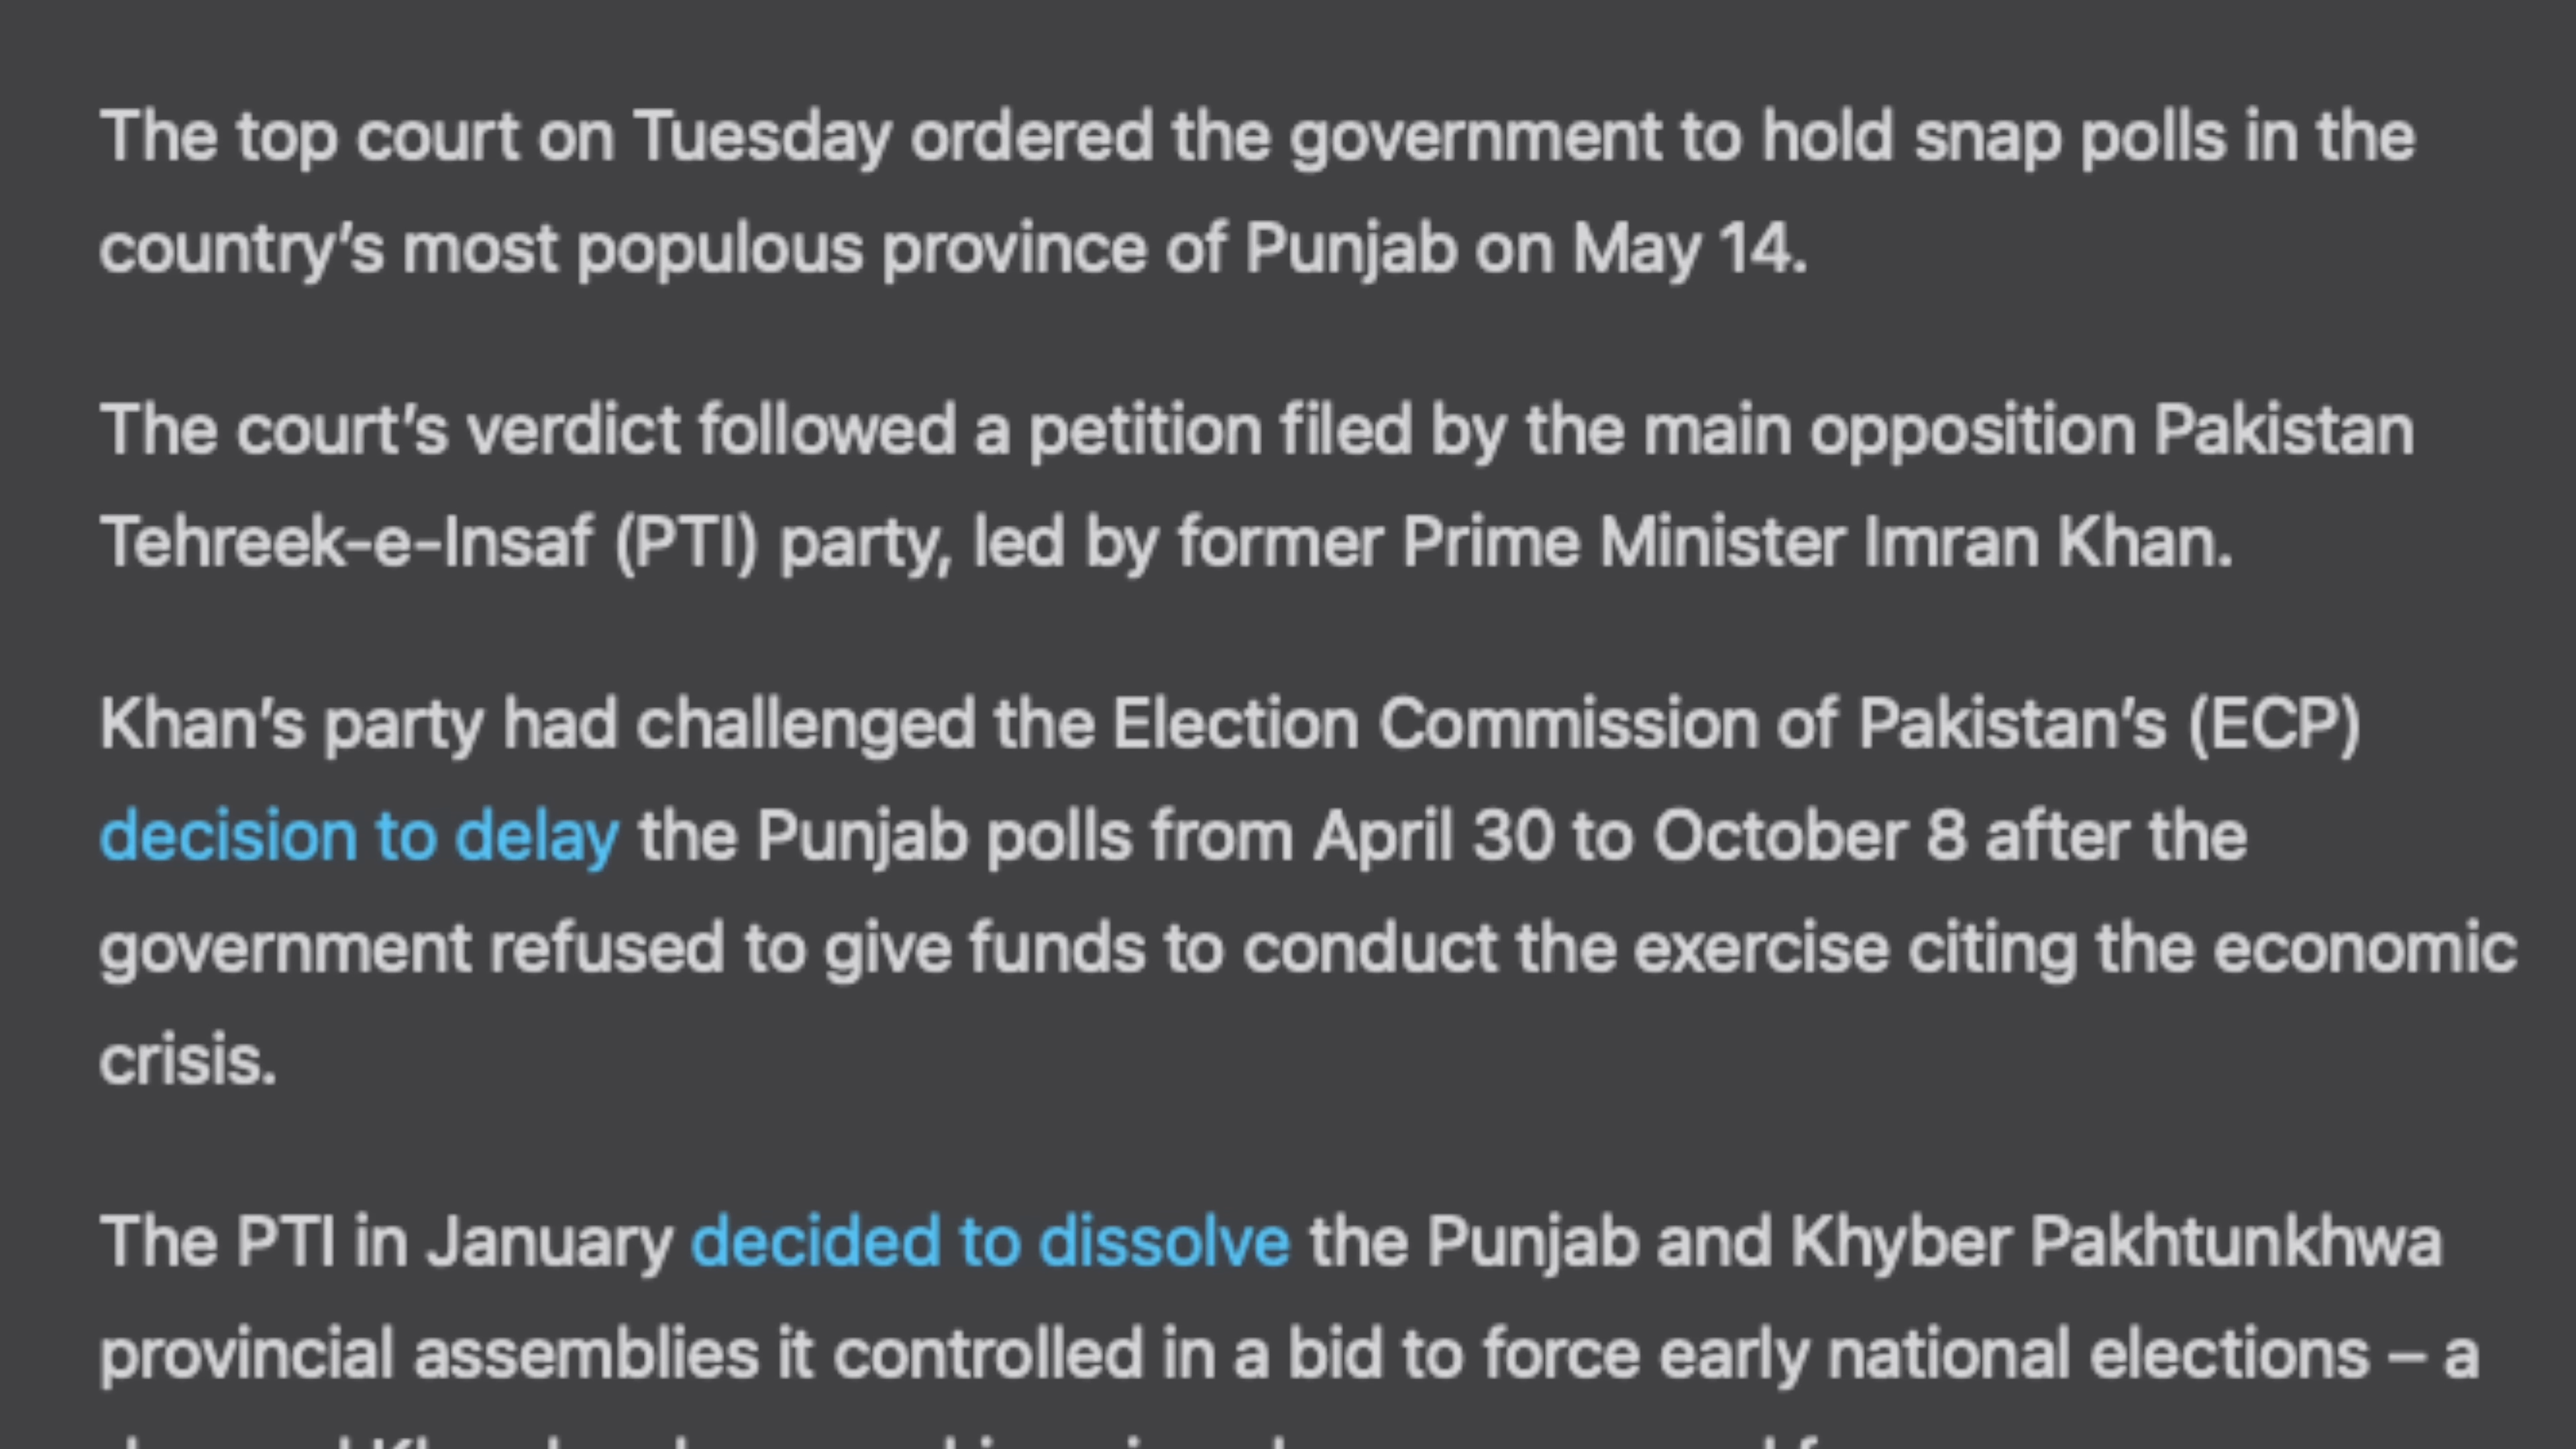 The top court on Tuesday ordered the government to hold snap polls in the
country’s most populous province of Punjab on May 14.
The court’s verdict followed a petition filed by the main opposition Pakistan
Tehreek-e-Insaf (PTI) party, led by former Prime Minister Imran Khan.
Khan’s party had challenged the Election Commission of Pakistan’s (ECP)
decision to delay the Punjab polls from April 30 to October 8 after the
government refused to give funds to conduct the exercise citing the economic
crisis.
The PTI in January decided to dissolve the Punjab and Khyber Pakhtunkhwa
provincial assemblies it controlled in a bid to force early national elections – a